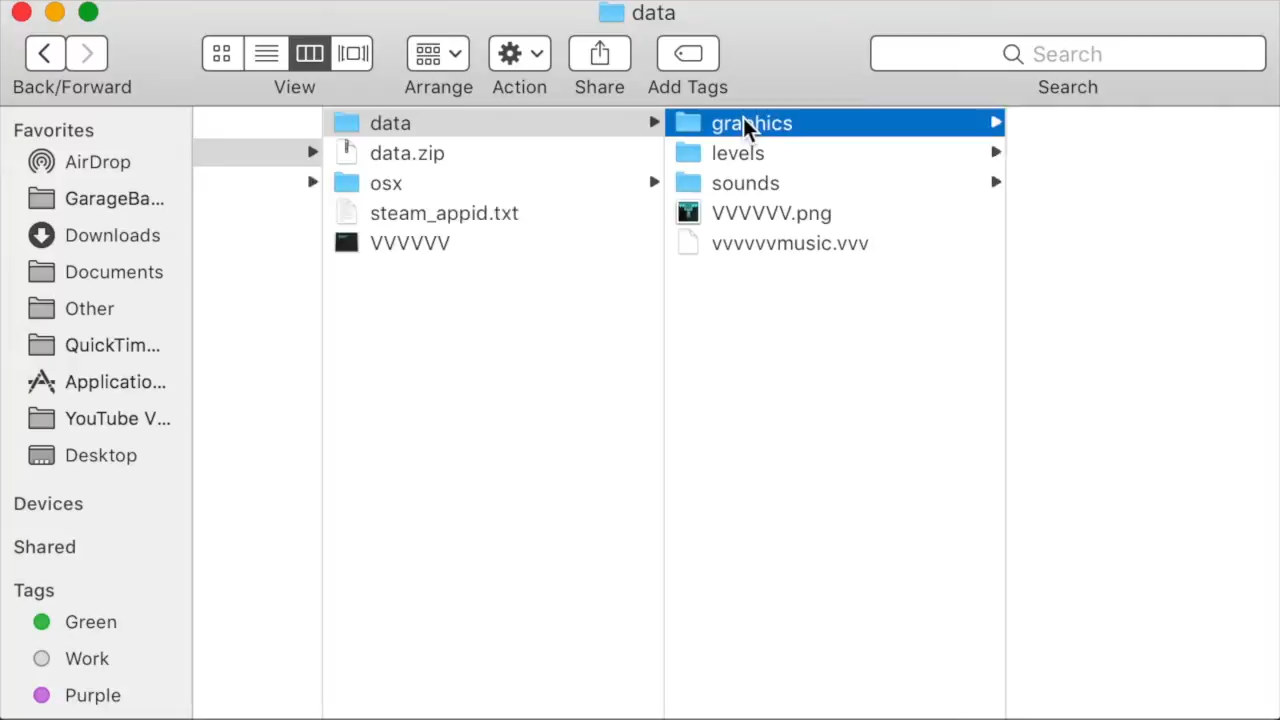 data
Back/Forward
View
Arrange
Action
Share
Add Tags
Search
Search
Favorites
AirDrop
GarageBa...
Downloads
Documents
Other
QuickTim...
Applicatio...
YouTube V...
Desktop
Devices
Shared
Tags
Green
Work
Purple
data
data.zip
osx
steam_appid.txt
VVVVVV
graphics
levels
sounds
VVVVVV.png
vvvvvvmusic.vvv